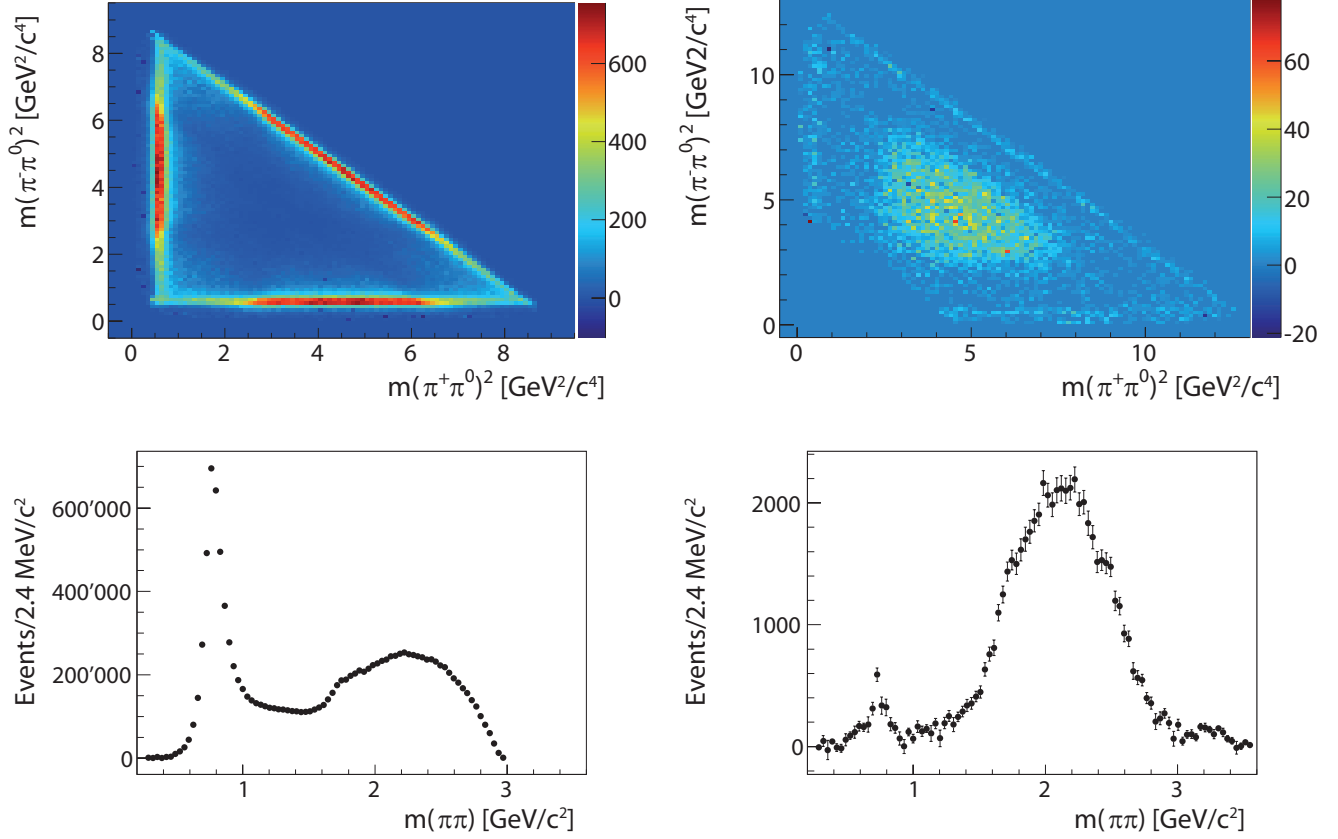 m(π⁻π⁰)² [GeV²/c⁴]
8
6
4
2
0
0 2 4 6 8
m(π⁺π⁰)² [GeV²/c⁴]
600
400
200
0
m(π⁻π⁰)² [GeV2/c⁴]
10
5
0
0 5 10
m(π⁺π⁰)² [GeV²/c⁴]
60
40
20
0
-20
Events/2.4 MeV/c²
600′000
400′000
200′000
0
1 2 3
m(ππ) [GeV/c²]
Events/2.4 MeV/c²
2000
1000
0
1 2 3
m(ππ) [GeV/c²]